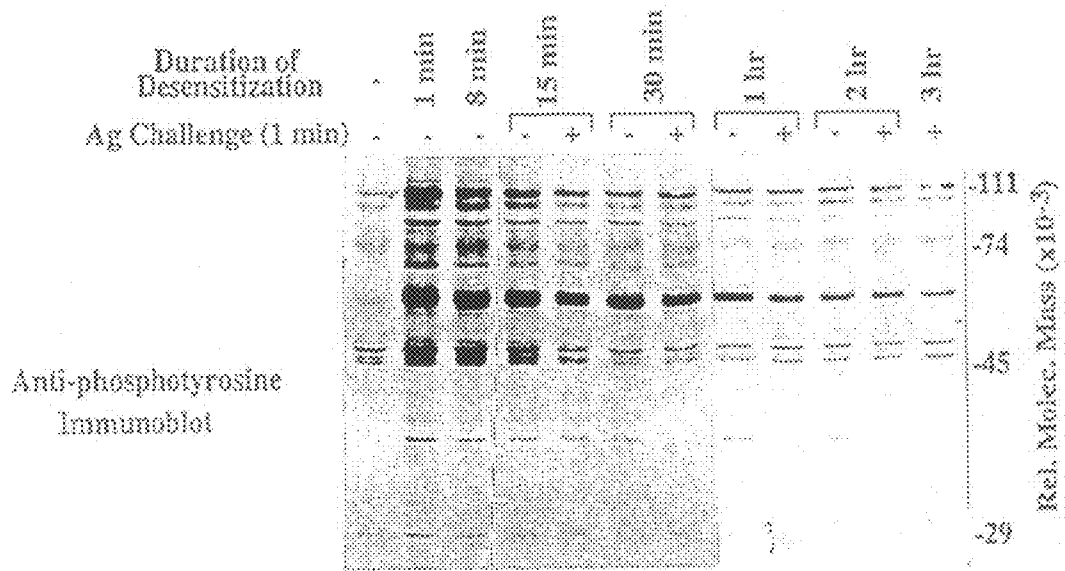 Duration of
Desensitization
- 1 min 8 min 15 min 30 min 1 hr 2 hr 3 hr
Ag Challenge (1 min) - - - - + - + - + - + +
-111
-74
-45
-29
Rel. Molec. Mass (x10-3)
Anti-phosphotyrosine
Immunoblot